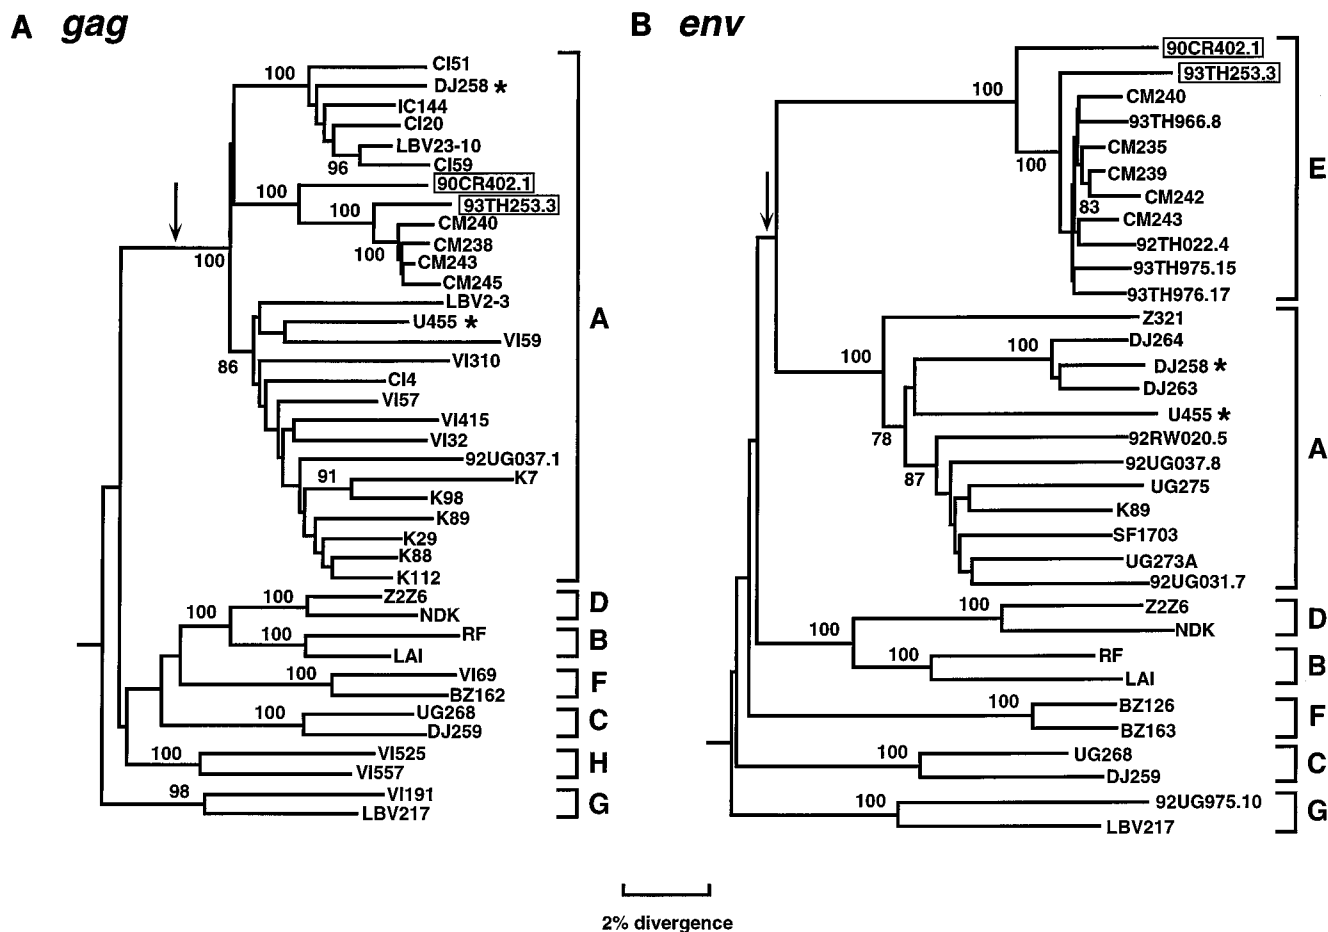 A gag
100
CI51
DJ258 *
IC144
CI20
LBV23-10
96
CI59
100
90CR402.1
100
93TH253.3
CM240
CM238
100
CM243
CM245
100
LBV2-3
U455 *
VI59
86
VI310
CI4
VI57
VI415
VI32
92UG037.1
91
K7
K98
K89
K29
K88
K112
A
100
Z2Z6
100
NDK
D
RF
100
LAI
B
VI69
100
BZ162
F
UG268
100
DJ259
C
VI525
100
VI557
H
98
VI191
LBV217
G
B env
90CR402.1
93TH253.3
100
CM240
93TH966.8
CM235
100
CM239
CM242
83
CM243
92TH022.4
93TH975.15
93TH976.17
E
Z321
DJ264
100
100
DJ258 *
DJ263
U455 *
78
92RW020.5
92UG037.8
87
UG275
K89
SF1703
UG273A
92UG031.7
A
100
Z2Z6
100
NDK
D
RF
100
LAI
B
100
BZ126
BZ163
F
100
UG268
DJ259
C
100
92UG975.10
LBV217
G
2% divergence